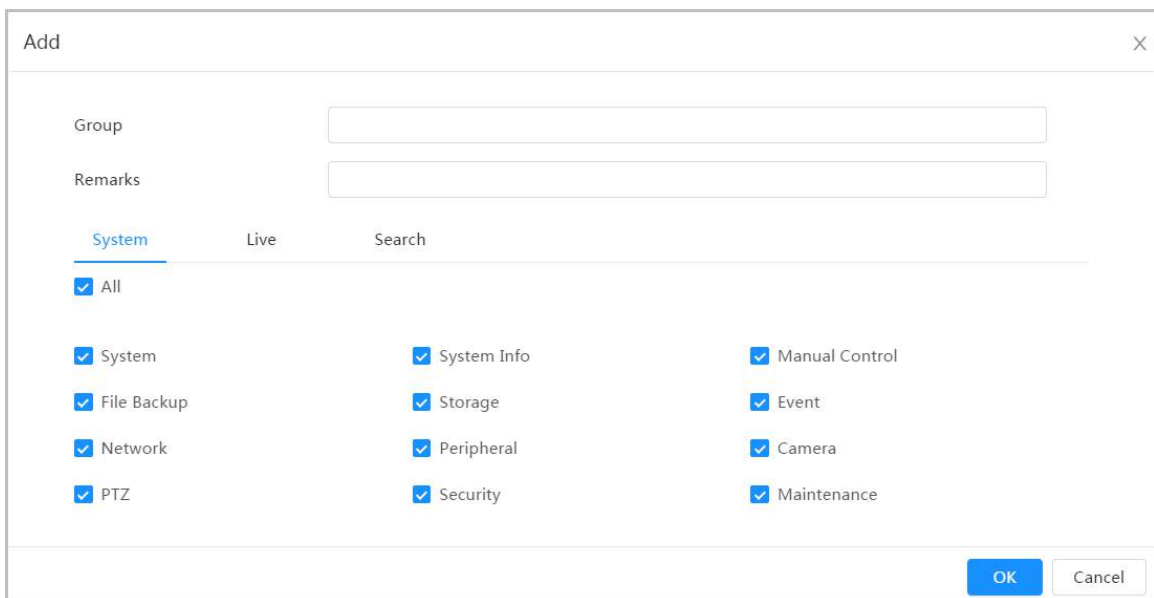 Add
Group
Remarks
System Live Search
All
System System Info Manual Control
File Backup Storage Event
Network Peripheral Camera
PTZ Security Maintenance
OK Cancel